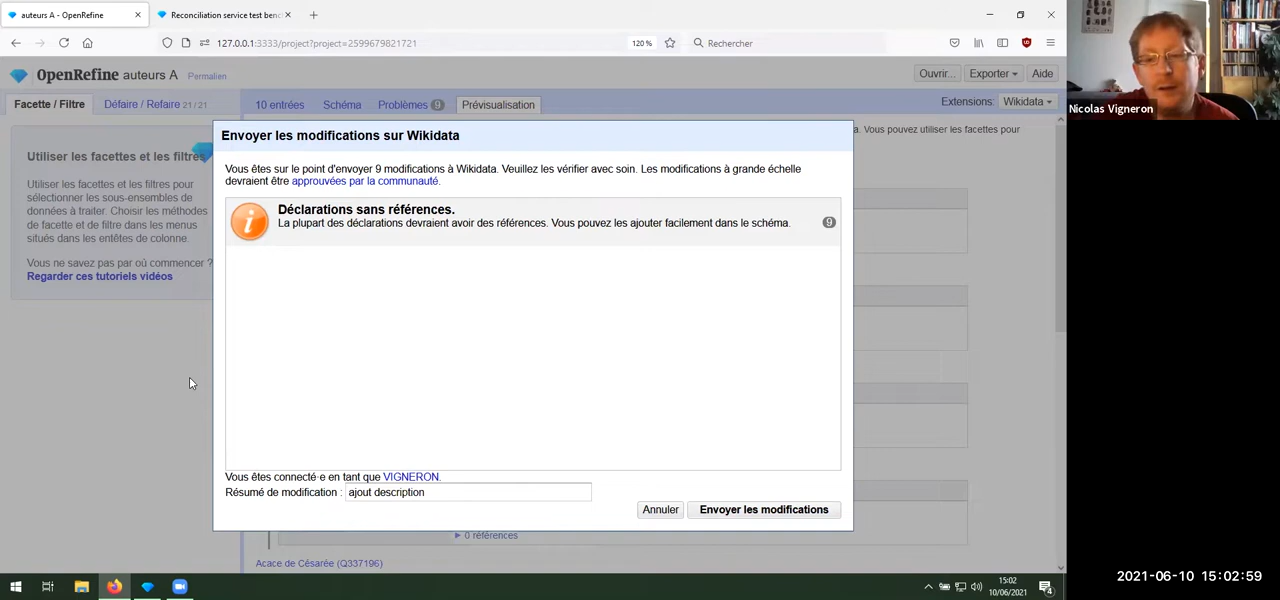 auteurs A - OpenRefine
Reconciliation service test benc
127.0.0.1:3333/project?project=2599679821721
120 %
Rechercher
OpenRefine auteurs A
Permalien
Ouvrir...
Exporter
Aide
Facette / Filtre
Défaire / Refaire 21 / 21
10 entrées
Schéma
Problèmes 9
Prévisualisation
Extensions:
Wikidata
Utiliser les facettes et les filtres
Utiliser les facettes et les filtres pour
sélectionner les sous-ensembles de
données à traiter. Choisir les méthodes
de facette et de filtre dans les menus
situés dans les entêtes de colonne.
Vous ne savez pas par où commencer ?
Regarder ces tutoriels vidéos
a. Vous pouvez utiliser les facettes pour
Envoyer les modifications sur Wikidata
Vous êtes sur le point d'envoyer 9 modifications à Wikidata. Veuillez les vérifier avec soin. Les modifications à grande échelle
devraient être approuvées par la communauté.
Déclarations sans références.
La plupart des déclarations devraient avoir des références. Vous pouvez les ajouter facilement dans le schéma.
9
Vous êtes connecté·e en tant que VIGNERON.
Résumé de modification : ajout description
Annuler
Envoyer les modifications
0 références
Acace de Césarée (Q337196)
Nicolas Vigneron
15:02
10/06/2021
4
2021-06-10 15:02:59